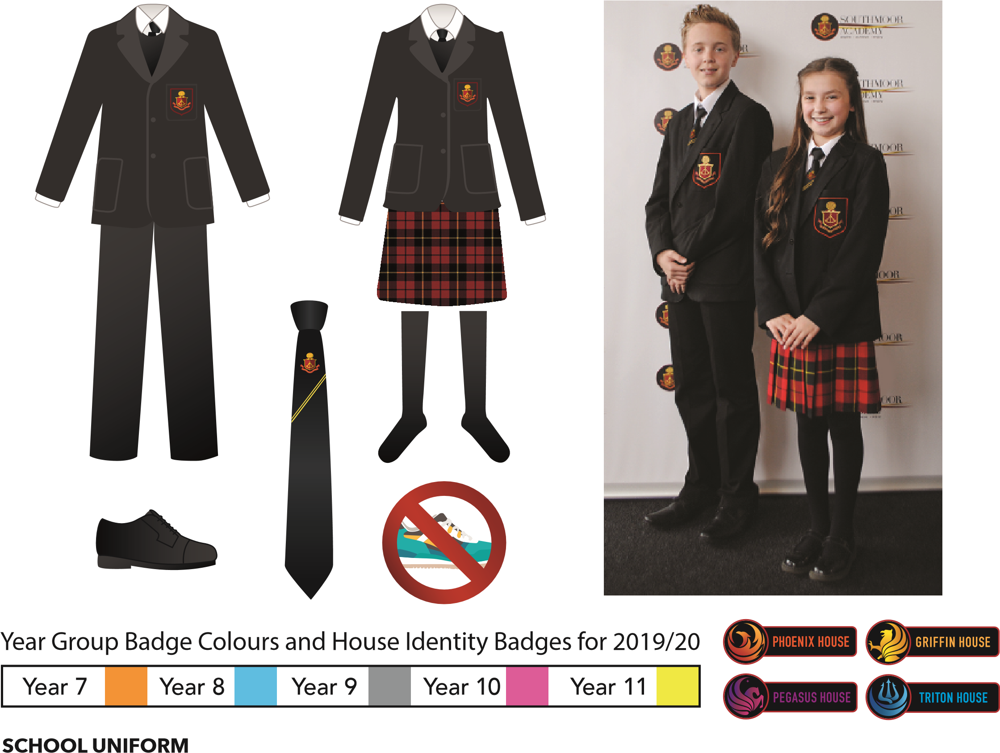 SOUTHMOOR
ACADEMY
Year Group Badge Colours and House Identity Badges for 2019/20
Year 7
Year 8
Year 9
Year 10
Year 11
PHOENIX HOUSE
GRIFFIN HOUSE
PEGASUS HOUSE
TRITON HOUSE
SCHOOL UNIFORM